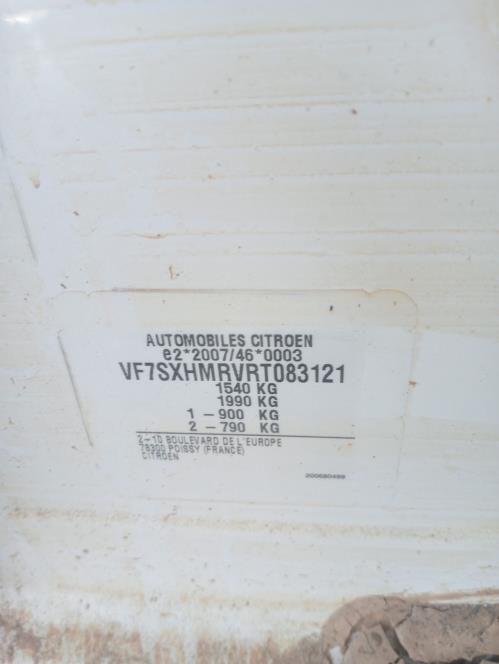 AUTOMOBILES CITROEN
e2*2007/46*0003
VF7SXHMRVRT083121
1540 KG
1990 KG
1 – 900 KG
2 – 790 KG
2–10 BOULEVARD DE L'EUROPE
78300 POISSY (FRANCE)
CITROEN